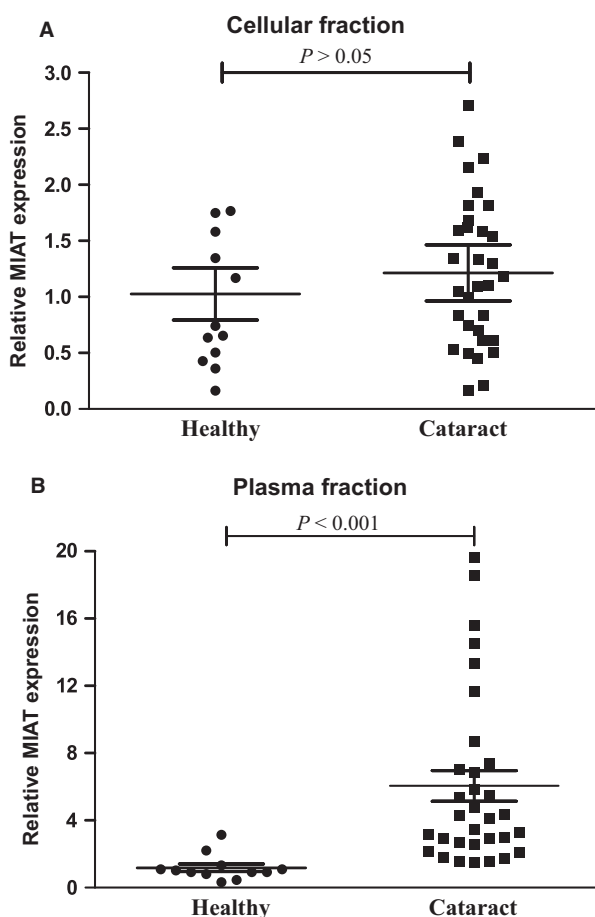 A
Cellular fraction
P > 0.05
3.0
2.5
2.0
1.5
1.0
0.5
0.0
Relative MIAT expression
Healthy Cataract
B
Plasma fraction
P < 0.001
20
16
12
8
4
0
Relative MIAT expression
Healthy Cataract